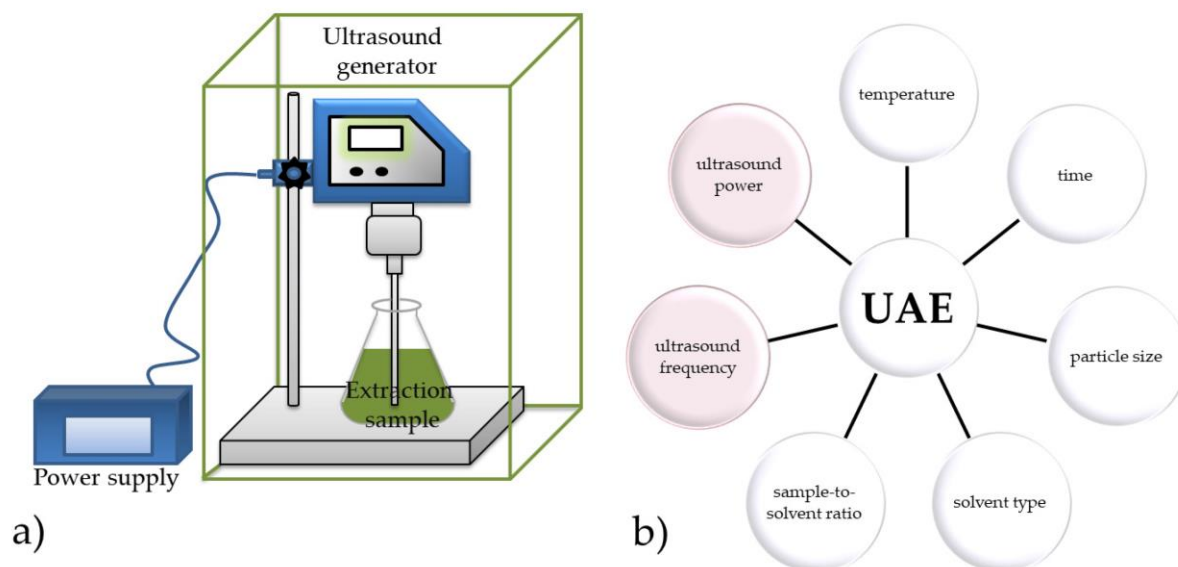 Ultrasound
generator
Extraction
sample
Power supply
a)
temperature
ultrasound
power
time
UAE
ultrasound
frequency
particle size
sample-to-
solvent ratio
solvent type
b)